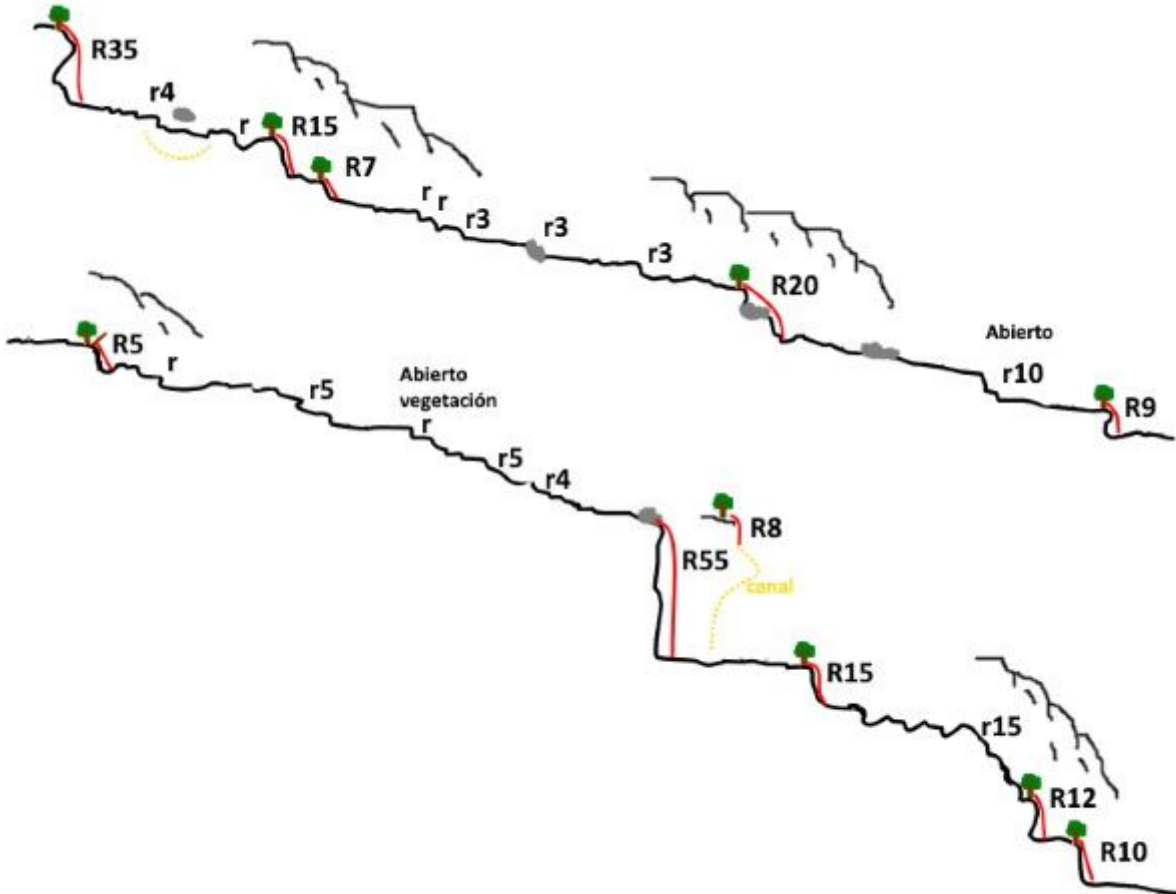 R35
r4
r
R15
R7
r
r
r3
r3
r3
R20
Abierto
r10
R9
R5
r
r5
Abierto
vegetación
r
r5
r4
R55
R8
canal
R15
r15
R12
R10